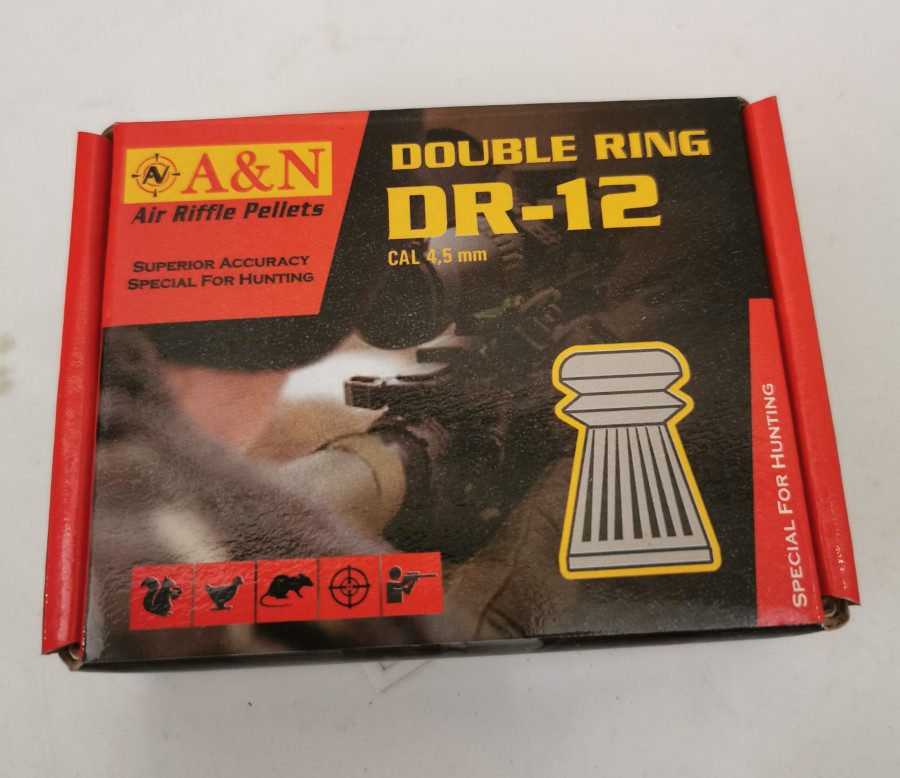 AN
A&N
Air Riffle Pellets
SUPERIOR ACCURACY
SPECIAL FOR HUNTING
DOUBLE RING
DR-12
CAL 4,5 mm
SPECIAL FOR HUNTING